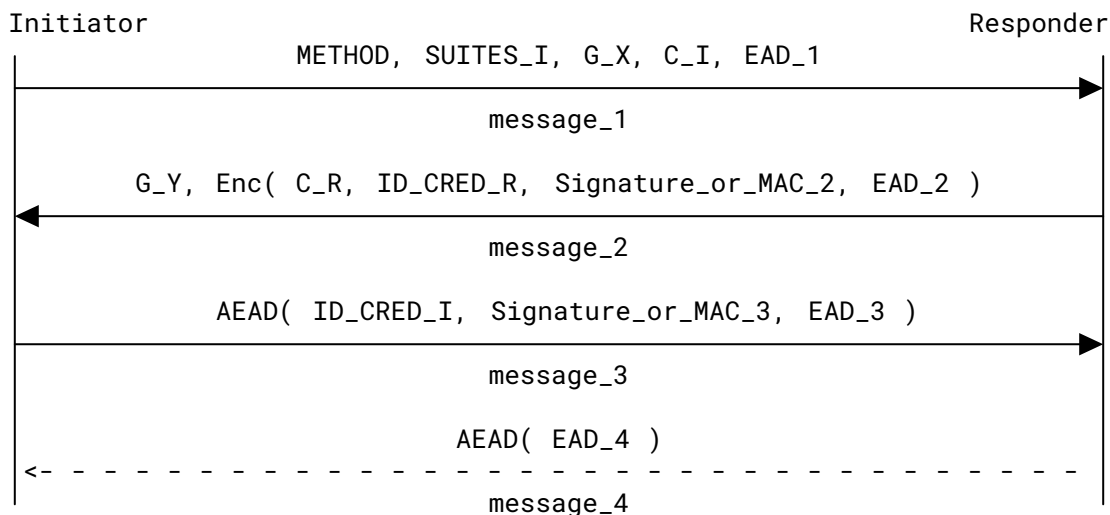 Initiator Responder
METHOD, SUITES_I, G_X, C_I, EAD_1
message_1
G_Y, Enc( C_R, ID_CRED_R, Signature_or_MAC_2, EAD_2 )
message_2
AEAD( ID_CRED_I, Signature_or_MAC_3, EAD_3 )
message_3
AEAD( EAD_4 )
<- - - - - - - - - - - - - - - - - - - - - - - - - - - - - - - - -
message_4